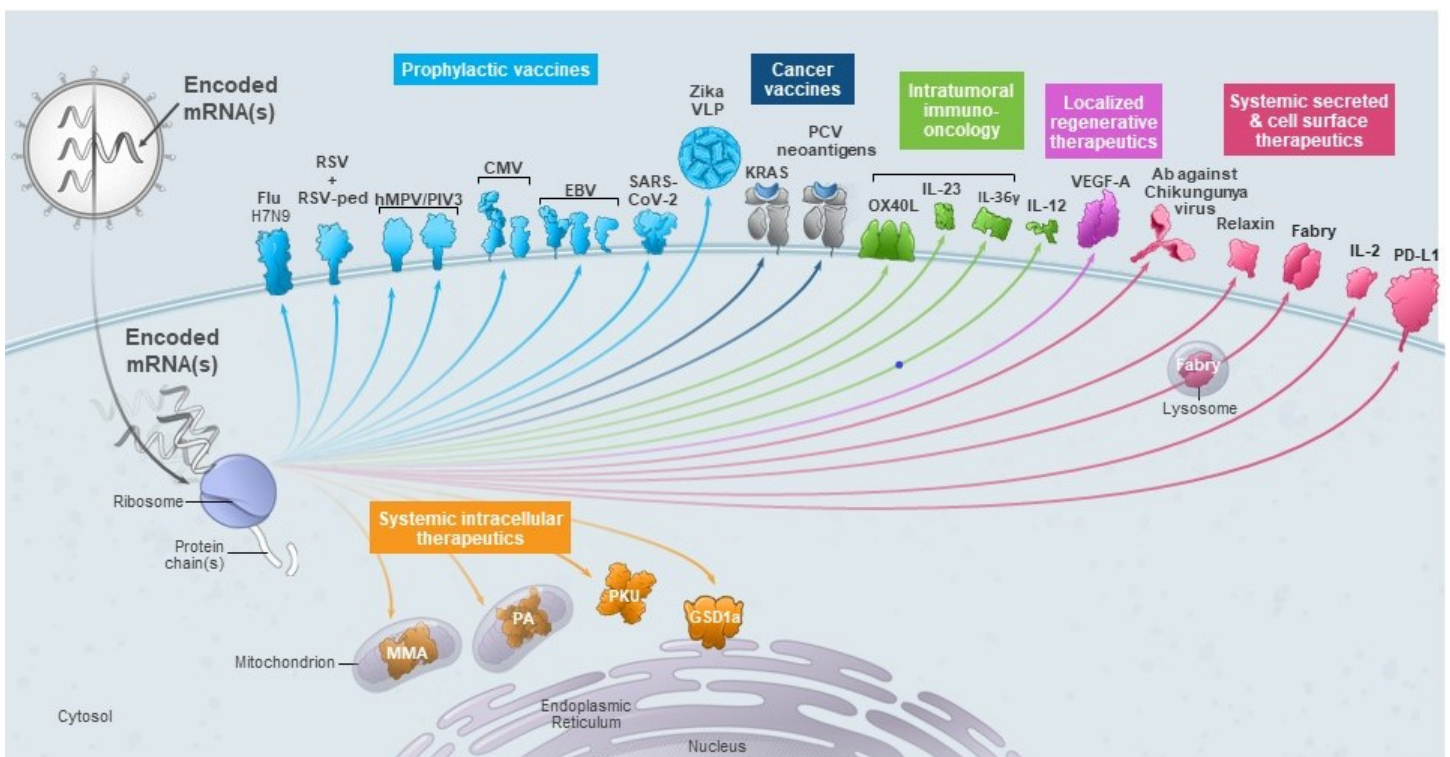 Prophylactic vaccines
Cancer
vaccines
Intratumoral
immuno-
oncology
Localized
regenerative
therapeutics
Systemic secreted
& cell surface
therapeutics
Encoded
mRNA(s)
Flu
H7N9
RSV
+
RSV-ped
hMPV/PIV3
CMV
EBV
SARS-
CoV-2
Zika
VLP
KRAS
PCV
neoantigens
OX40L
IL-23
IL-36γ
IL-12
VEGF-A
Ab against
Chikungunya
virus
Relaxin
Fabry
IL-2
PD-L1
Encoded
mRNA(s)
Fabry
Lysosome
Ribosome
Protein
chain(s)
Systemic intracellular
therapeutics
MMA
PA
PKU
GSD1a
Mitochondrion
Cytosol
Endoplasmic
Reticulum
Nucleus